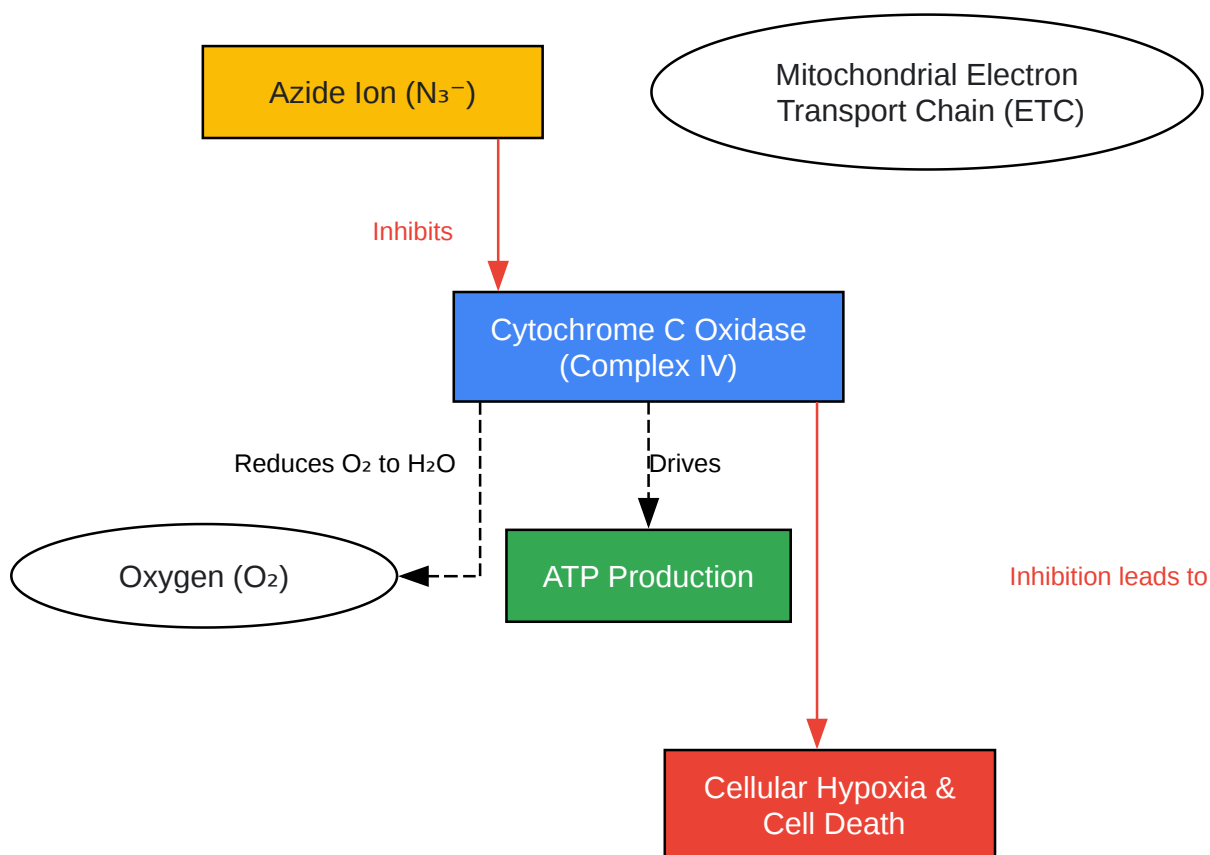 Azide Ion (N₃⁻)
Mitochondrial Electron
Transport Chain (ETC)
Inhibits
Cytochrome C Oxidase
(Complex IV)
Reduces O₂ to H₂O
Drives
Oxygen (O₂)
ATP Production
Inhibition leads to
Cellular Hypoxia &
Cell Death